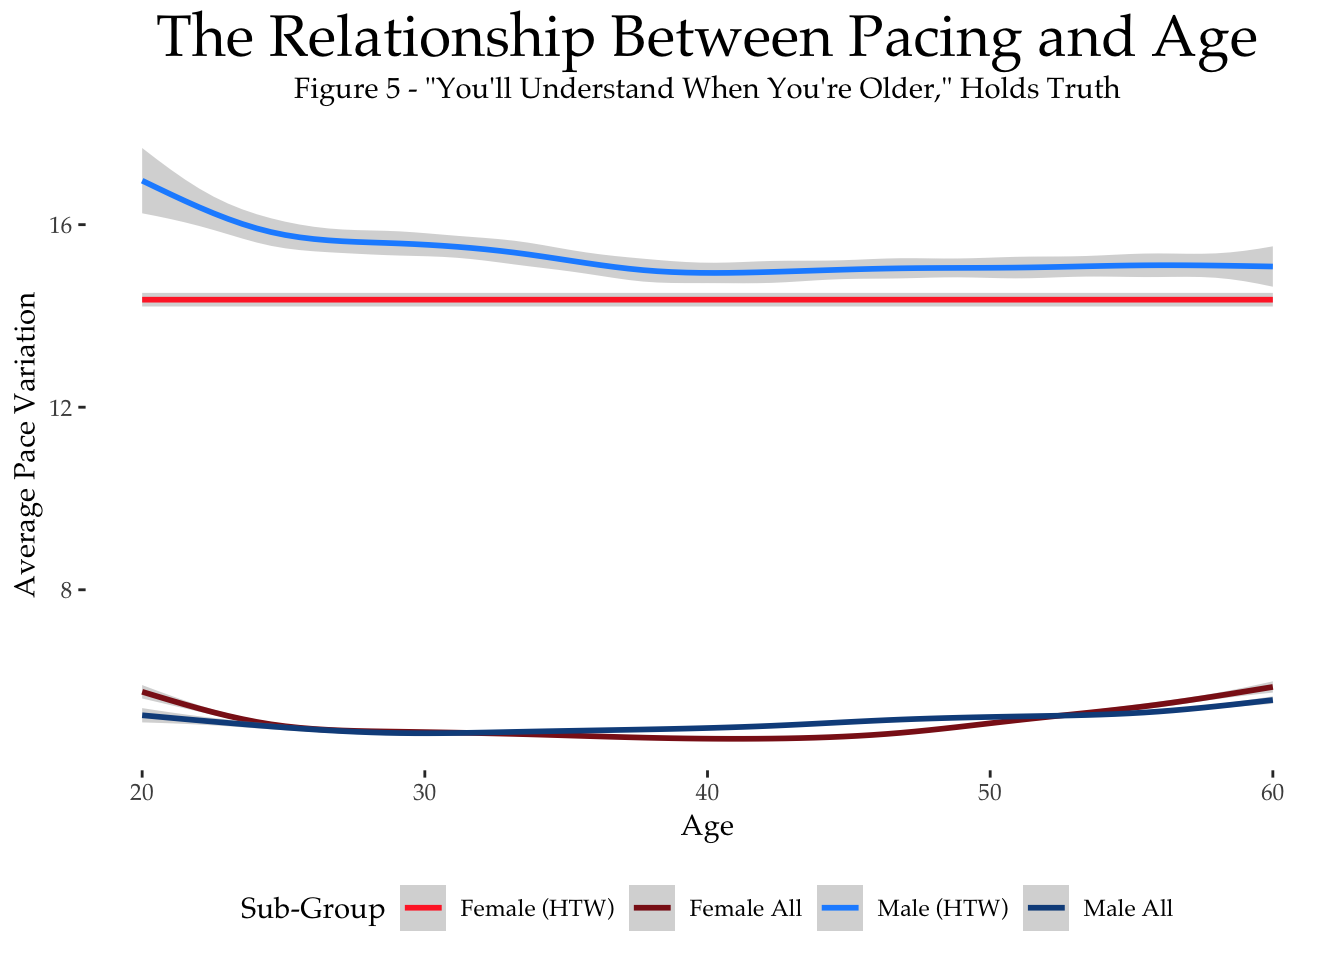 The Relationship Between Pacing and Age
Figure 5 - "You'll Understand When You're Older," Holds Truth
Average Pace Variation
16
12
8
20 30 40 50 60
Age
Sub-Group Female (HTW) Female All Male (HTW) Male All